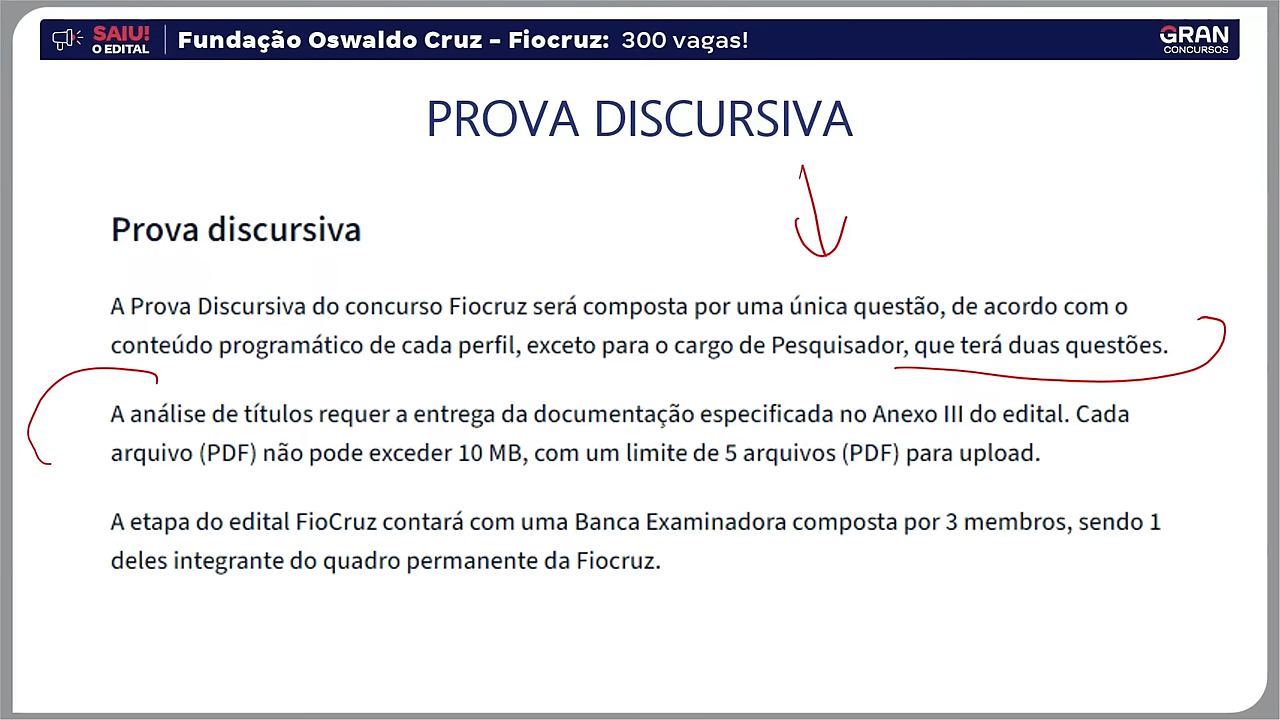 SAIU!
O EDITAL
Fundação Oswaldo Cruz – Fiocruz: 300 vagas!
GRAN
CONCURSOS
PROVA DISCURSIVA
Prova discursiva
A Prova Discursiva do concurso Fiocruz será composta por uma única questão, de acordo com o
conteúdo programático de cada perfil, exceto para o cargo de Pesquisador, que terá duas questões.
A análise de títulos requer a entrega da documentação especificada no Anexo III do edital. Cada
arquivo (PDF) não pode exceder 10 MB, com um limite de 5 arquivos (PDF) para upload.
A etapa do edital FioCruz contará com uma Banca Examinadora composta por 3 membros, sendo 1
deles integrante do quadro permanente da Fiocruz.